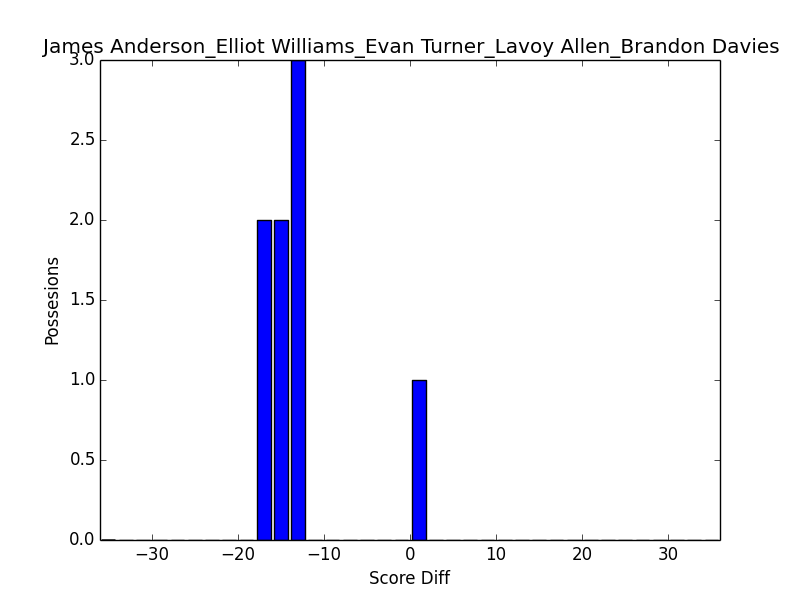 James Anderson_Elliot Williams_Evan Turner_Lavoy Allen_Brandon Davies
3.0
2.5
2.0
1.5
1.0
0.5
0.0
Possesions
−30 −20 −10 0 10 20 30
Score Diff